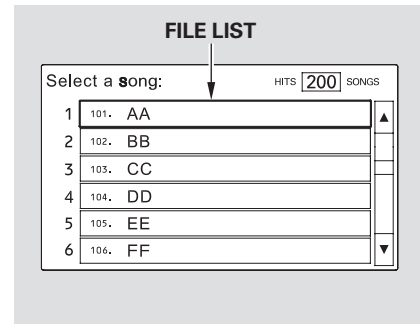 FILE LIST
Select a song: HITS 200 SONGS
1 101. AA
2 102. BB
3 103. CC
4 104. DD
5 105. EE
6 106. FF